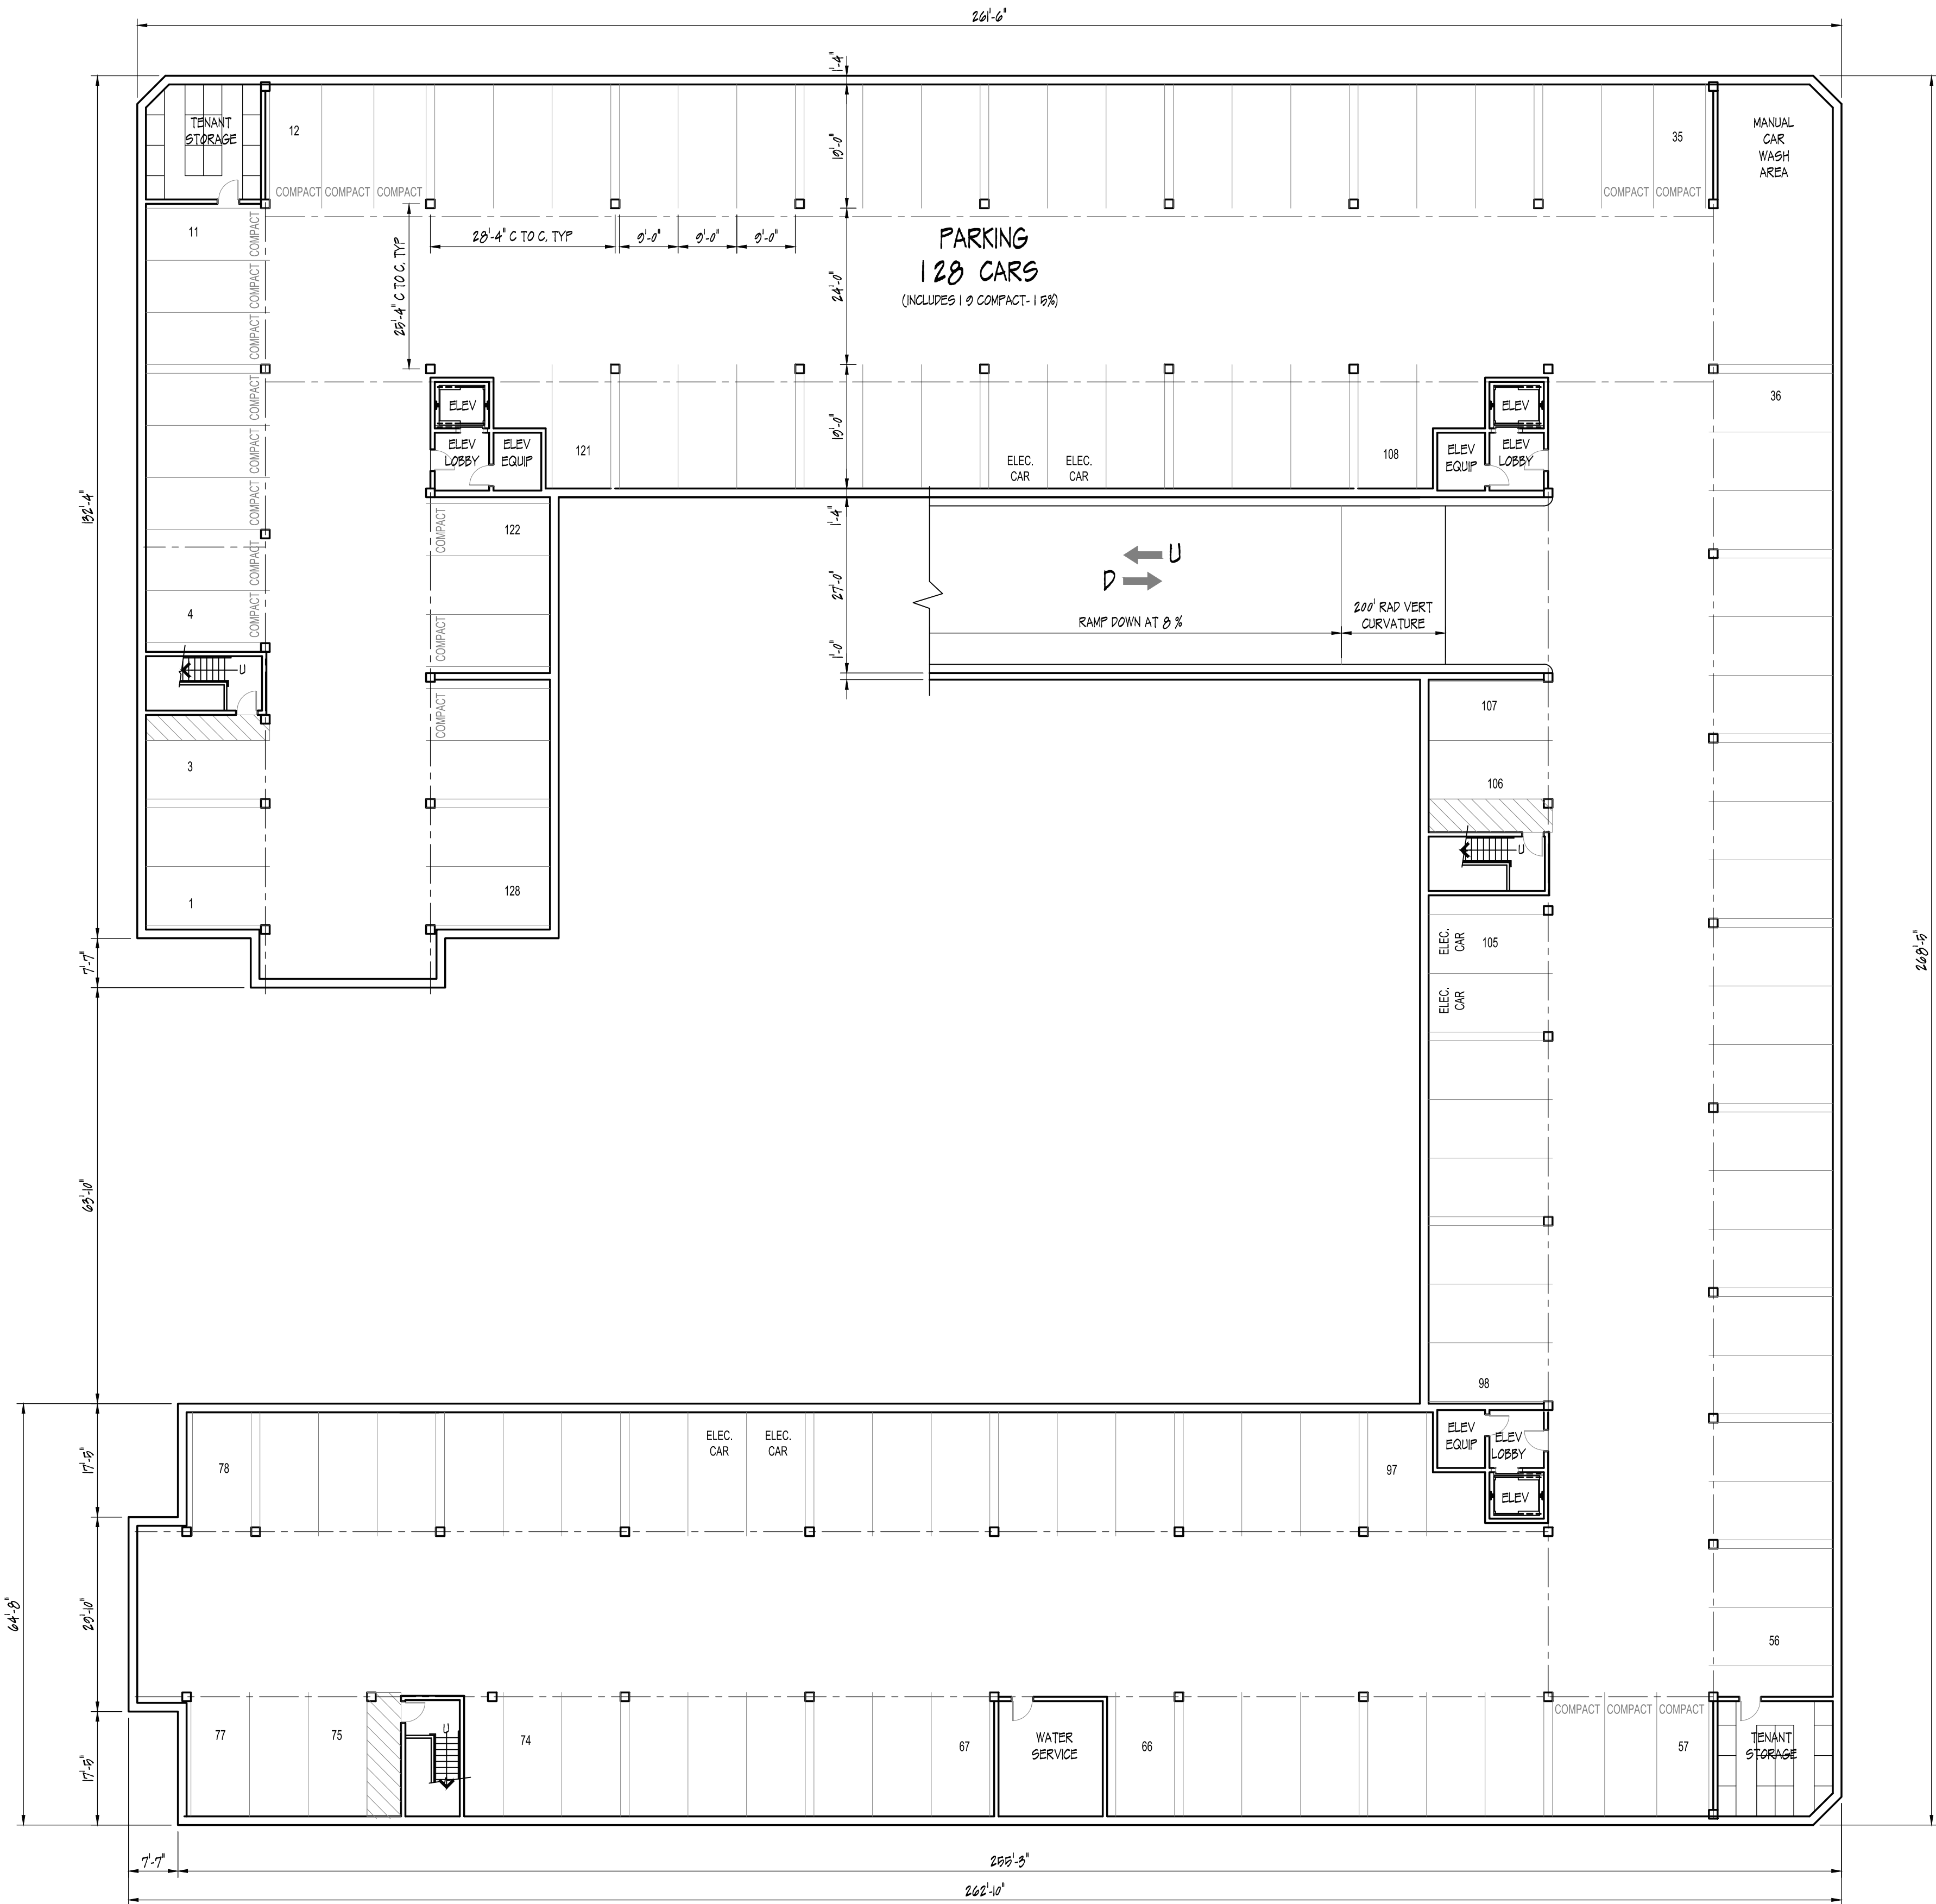 261'-6"
1'-4"
TENANT
STORAGE
12
19'-0"
35
MANUAL
CAR
WASH
AREA
COMPACT COMPACT COMPACT
COMPACT COMPACT
11
COMPACT
COMPACT
COMPACT
COMPACT
COMPACT
COMPACT
COMPACT
COMPACT
28'-4" C TO C, TYP
9'-0"
9'-0"
9'-0"
25'-4" C TO C, TYP
24'-0"
PARKING
128 CARS
(INCLUDES 19 COMPACT- 15%)
132'-4"
ELEV
ELEV
LOBBY
ELEV
EQUIP
121
19'-0"
ELEC.
CAR
ELEC.
CAR
108
ELEV
ELEV
EQUIP
ELEV
LOBBY
36
4
COMPACT
122
COMPACT
COMPACT
1'-4"
27'-0"
1'-0"
U
D
RAMP DOWN AT 8 %
200' RAD VERT
CURVATURE
U
3
1
128
107
106
U
7'-7"
268'-5"
ELEC.
CAR
105
ELEC.
CAR
63'-10"
98
ELEV
EQUIP
ELEV
LOBBY
ELEV
17'-5"
78
ELEC.
CAR
ELEC.
CAR
97
64'-8"
29'-10"
56
17'-5"
77
75
U
74
67
WATER
SERVICE
66
COMPACT COMPACT COMPACT
57
TENANT
STORAGE
7'-7"
255'-3"
262'-10"